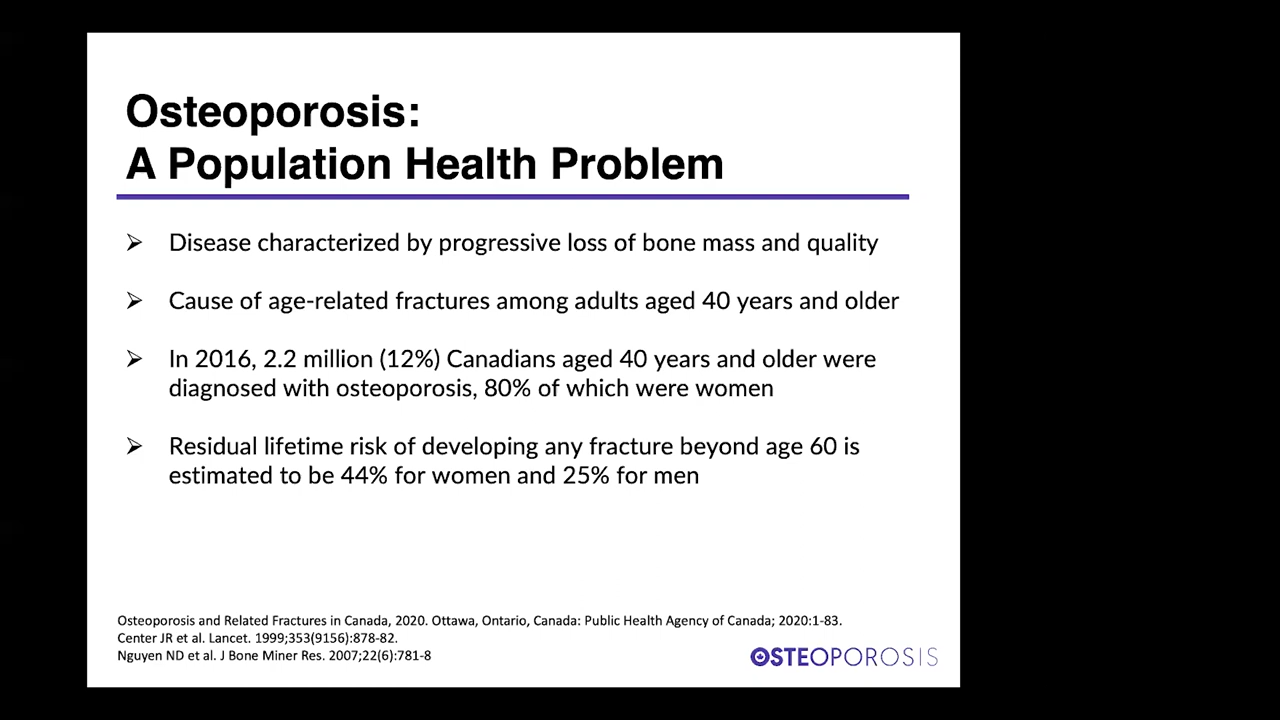 Osteoporosis:
A Population Health Problem
➢ Disease characterized by progressive loss of bone mass and quality
➢ Cause of age-related fractures among adults aged 40 years and older
➢ In 2016, 2.2 million (12%) Canadians aged 40 years and older were
diagnosed with osteoporosis, 80% of which were women
➢ Residual lifetime risk of developing any fracture beyond age 60 is
estimated to be 44% for women and 25% for men
Osteoporosis and Related Fractures in Canada, 2020. Ottawa, Ontario, Canada: Public Health Agency of Canada; 2020:1-83.
Center JR et al. Lancet. 1999;353(9156):878-82.
Nguyen ND et al. J Bone Miner Res. 2007;22(6):781-8
OSTEOPOROSIS